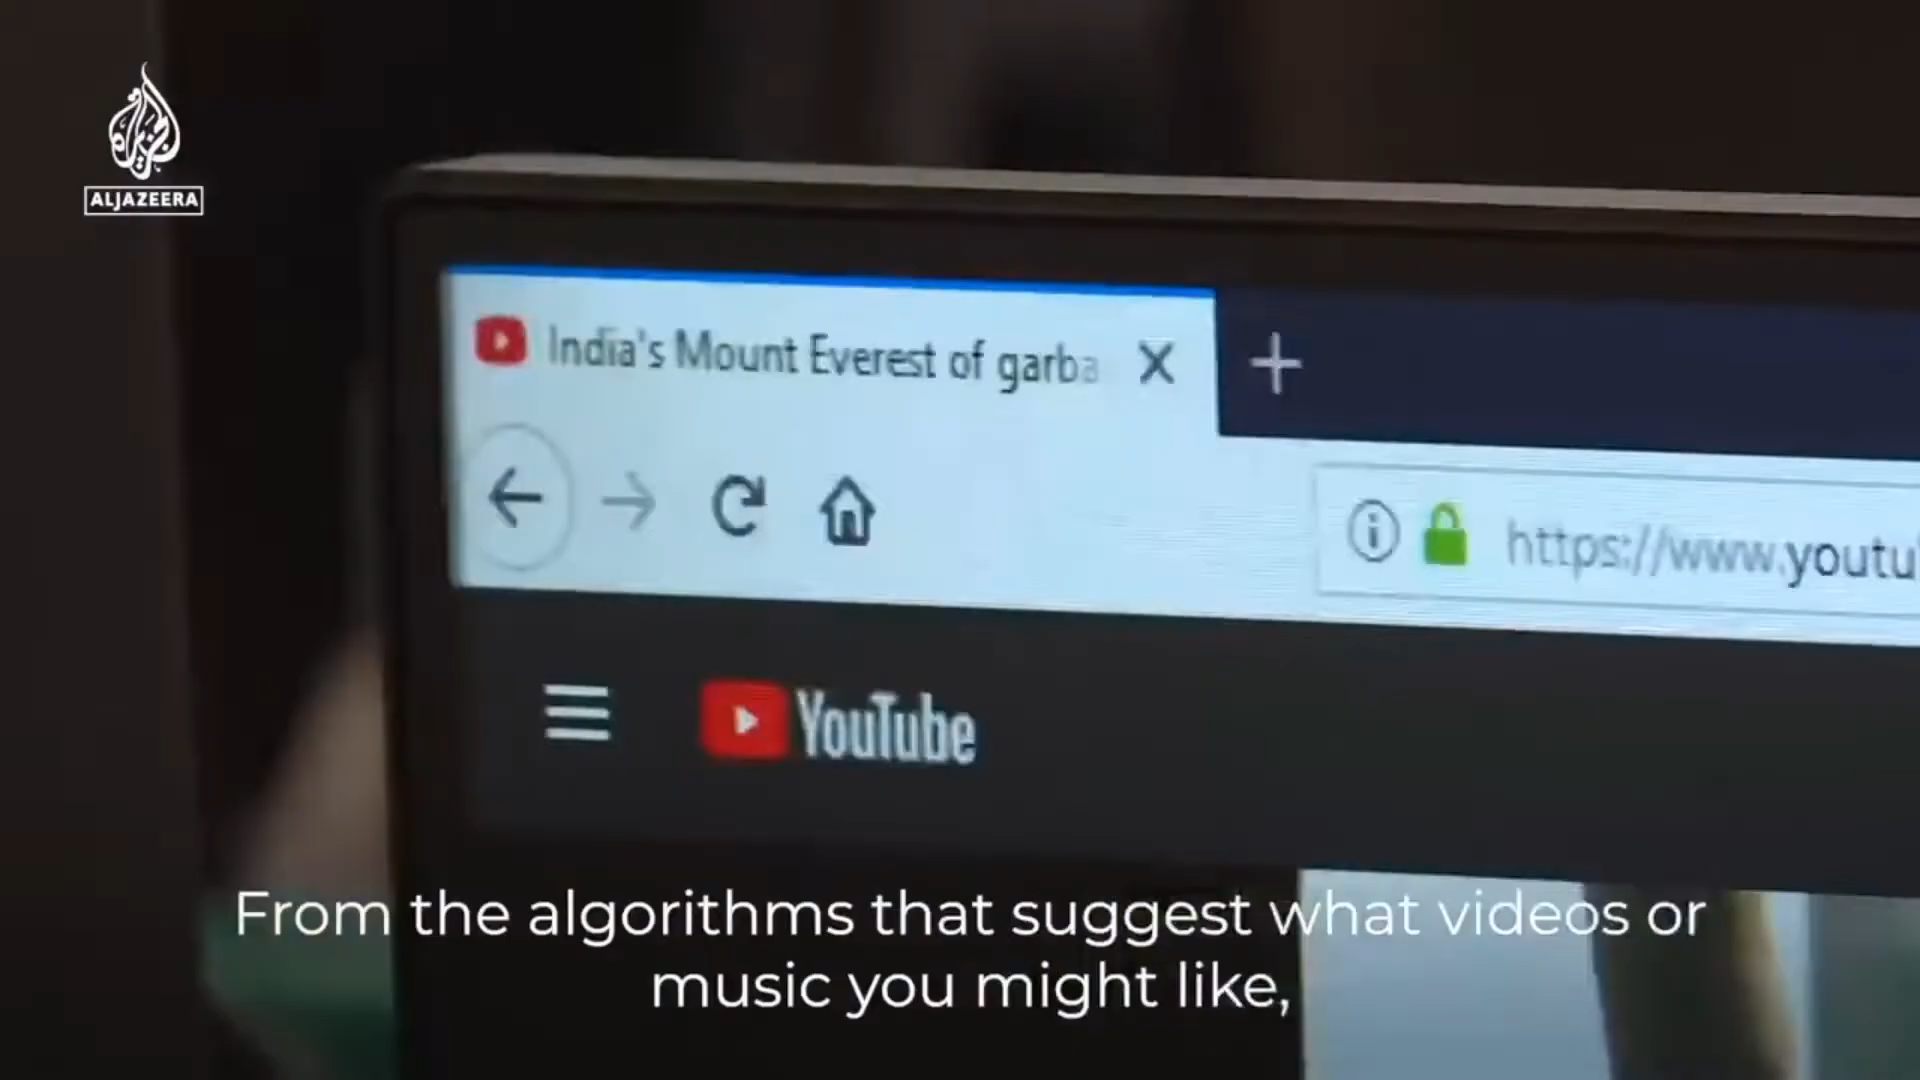 الجزيرة
ALJAZEERA
India's Mount Everest of garba
https://www.youtu
YouTube
From the algorithms that suggest what videos or
music you might like,